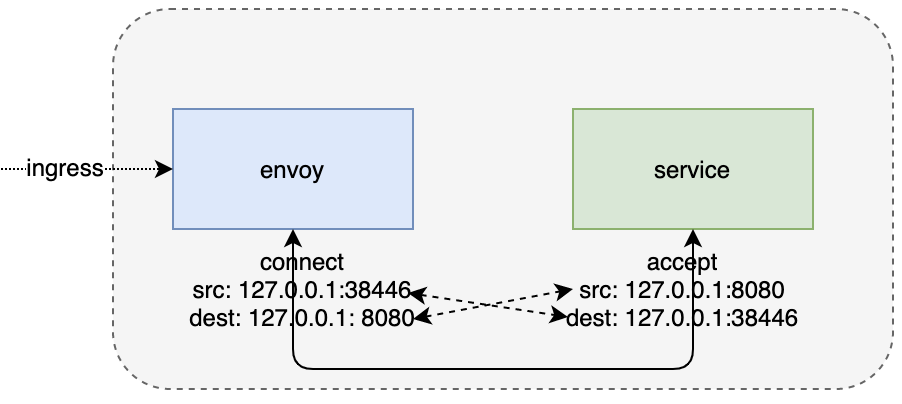 ingress
envoy
service
connect
src: 127.0.0.1:38446
dest: 127.0.0.1: 8080
accept
src: 127.0.0.1:8080
dest: 127.0.0.1:38446